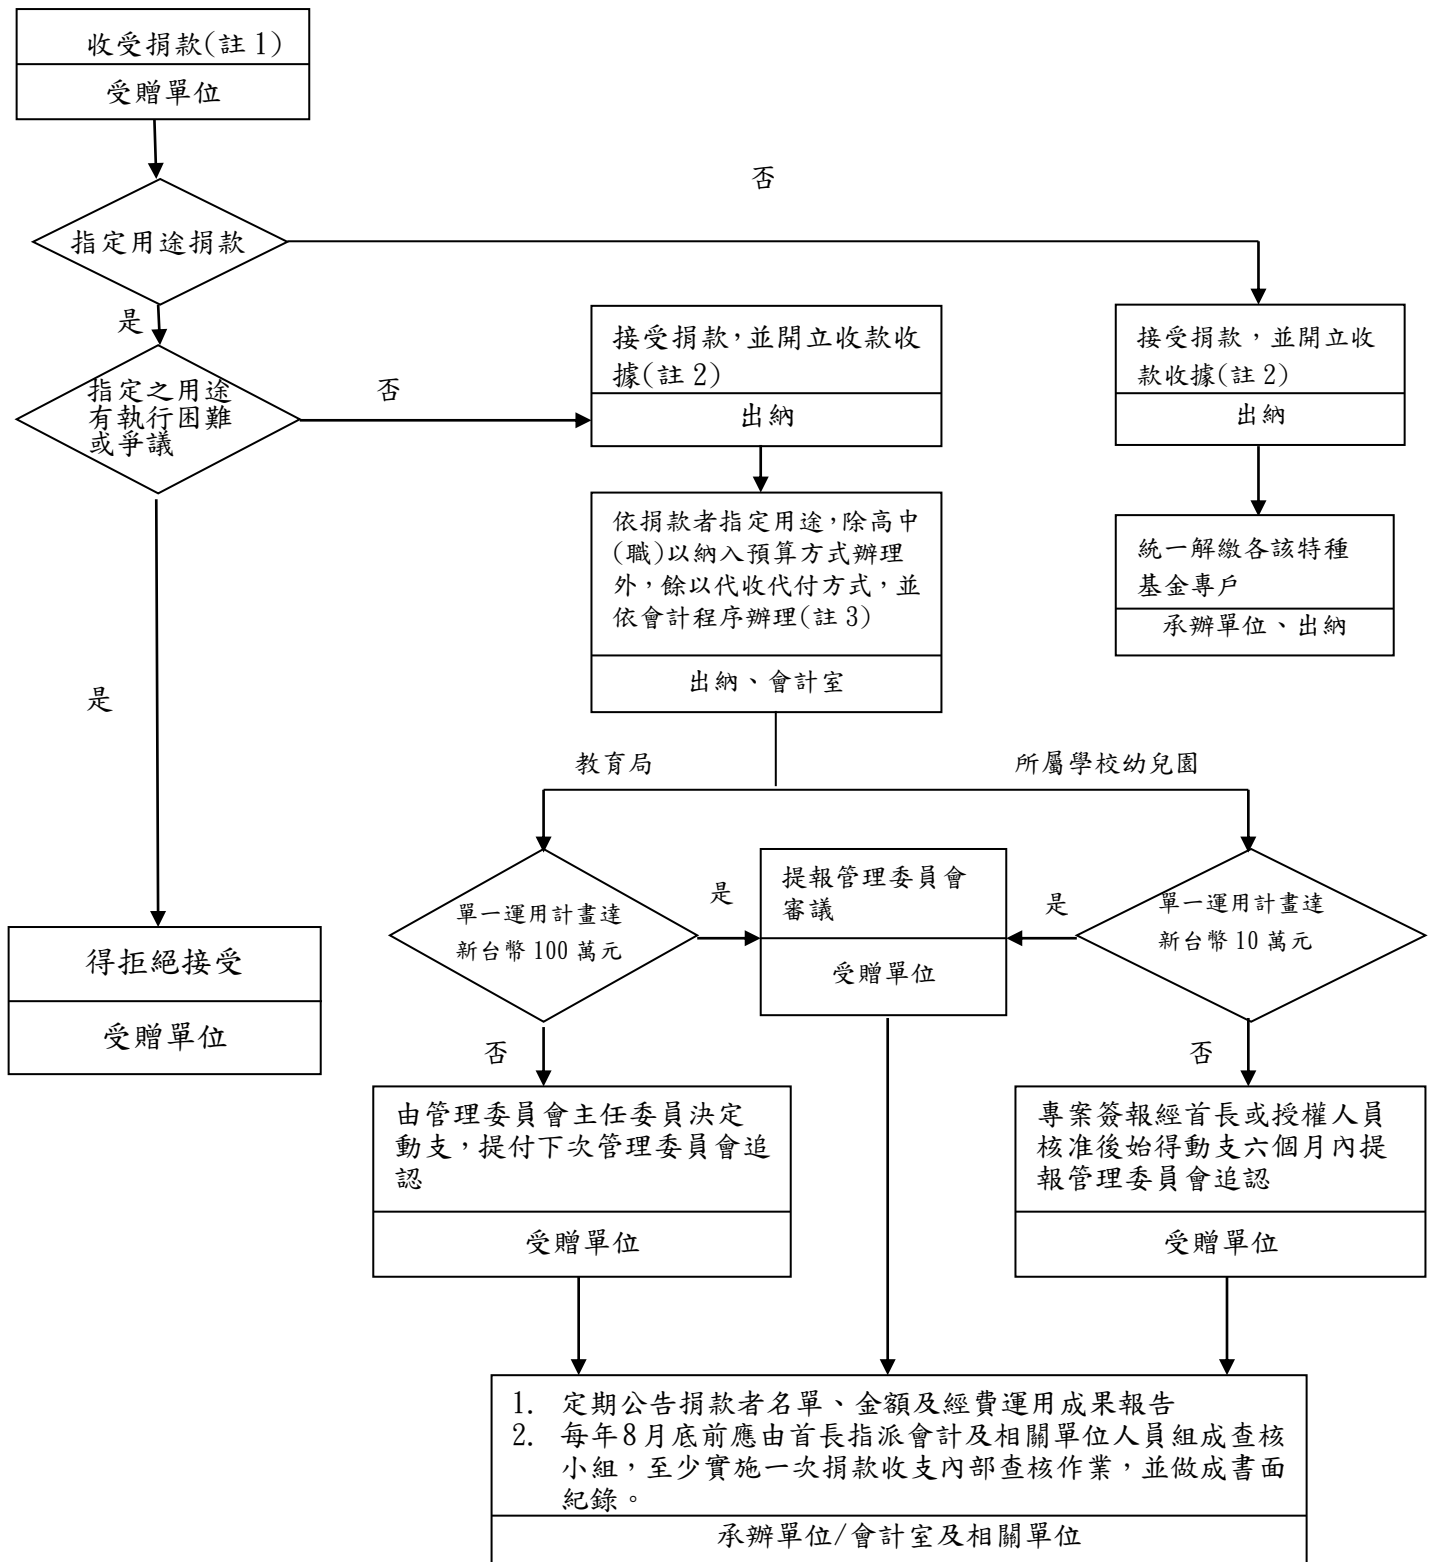 收受捐款(註1)
受贈單位
否
指定用途捐款
是
接受捐款,並開立收款收
據(註2)
出納
接受捐款，並開立收
款收據(註2)
出納
指定之用途
有執行困難
或爭議
否
依捐款者指定用途,除高中
(職)以納入預算方式辦理
外，餘以代收代付方式，並
依會計程序辦理(註3)
出納、會計室
統一解繳各該特種
基金專戶
承辦單位、出納
是
教育局
所屬學校幼兒園
單一運用計畫達
新台幣100萬元
是
提報管理委員會
審議
受贈單位
是
單一運用計畫達
新台幣10萬元
得拒絕接受
受贈單位
否
否
由管理委員會主任委員決定
動支，提付下次管理委員會追
認
受贈單位
專案簽報經首長或授權人員
核准後始得動支六個月內提
報管理委員會追認
受贈單位
1. 定期公告捐款者名單、金額及經費運用成果報告
2. 每年8月底前應由首長指派會計及相關單位人員組成查核
小組，至少實施一次捐款收支內部查核作業，並做成書面
紀錄。
承辦單位/會計室及相關單位